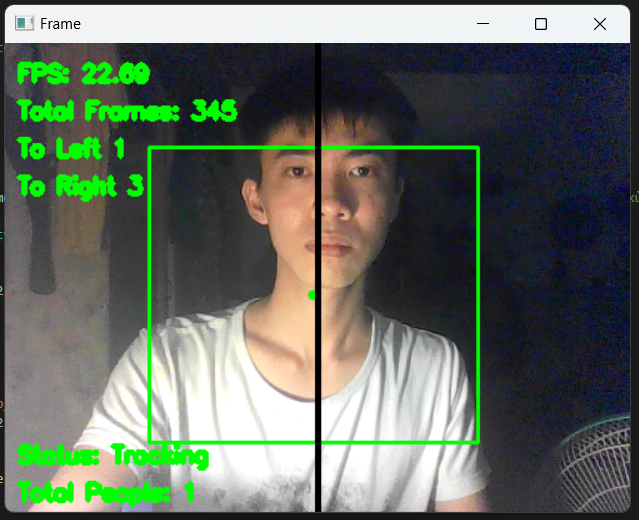 Frame
FPS: 22.69
Total Frames: 345
To Left 1
To Right 3
Status: Tracking
Total People: 1